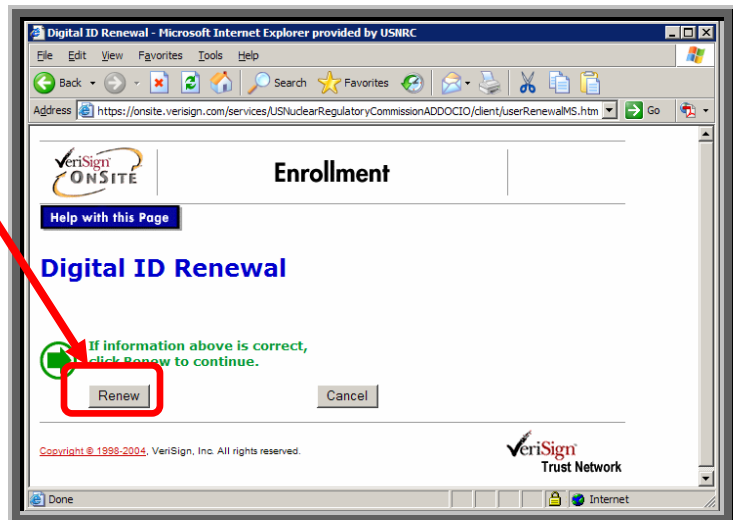 Digital ID Renewal - Microsoft Internet Explorer provided by USNRC
File Edit View Favorites Tools Help
Back Search Favorites
Address https://onsite.verisign.com/services/USNuclearRegulatoryCommissionADDOCIO/client/userRenewalMS.htm Go
VeriSign
ONSITE
Enrollment
Help with this Page
Digital ID Renewal
If information above is correct,
click Renew to continue.
Renew Cancel
Copyright © 1998-2004, VeriSign, Inc. All rights reserved.
VeriSign
Trust Network
Done Internet